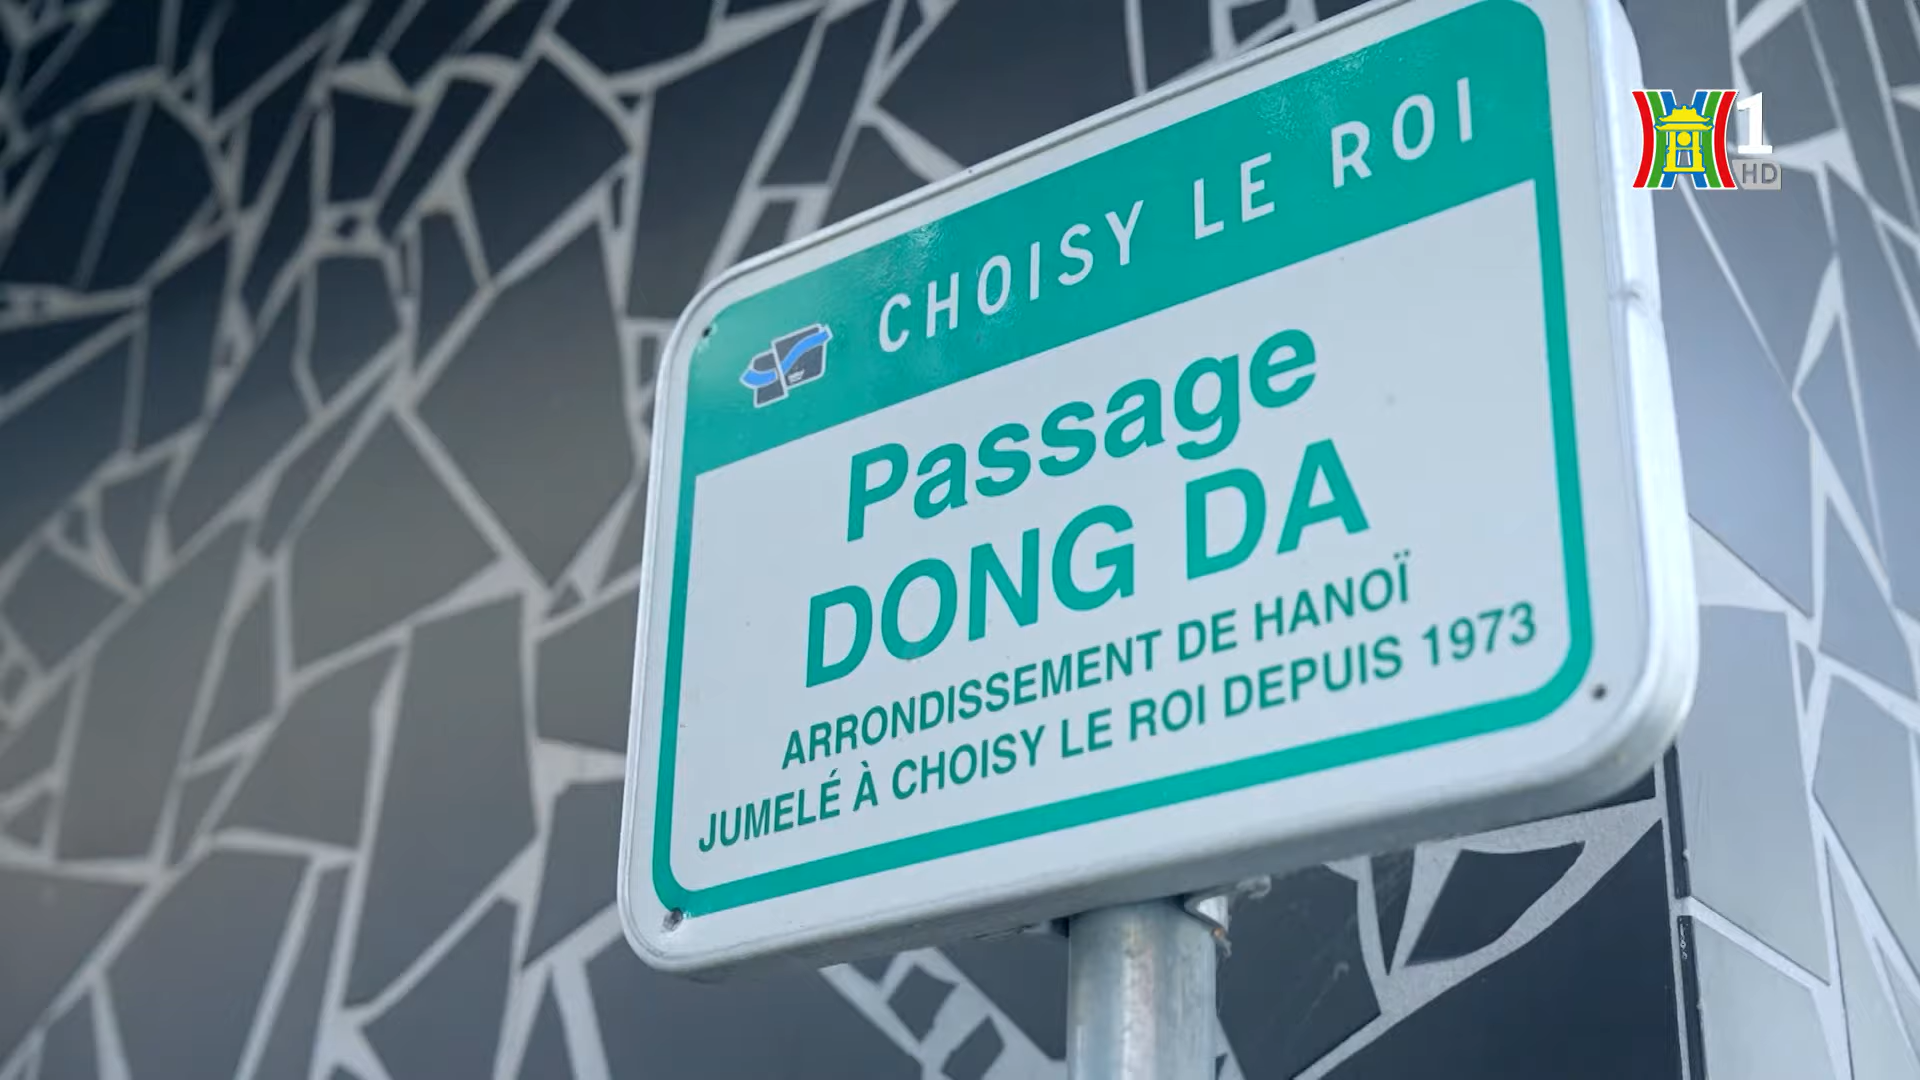 CHOISY LE ROI
Passage
DONG DA
ARRONDISSEMENT DE HANOÏ
JUMELÉ À CHOISY LE ROI DEPUIS 1973
1
HD